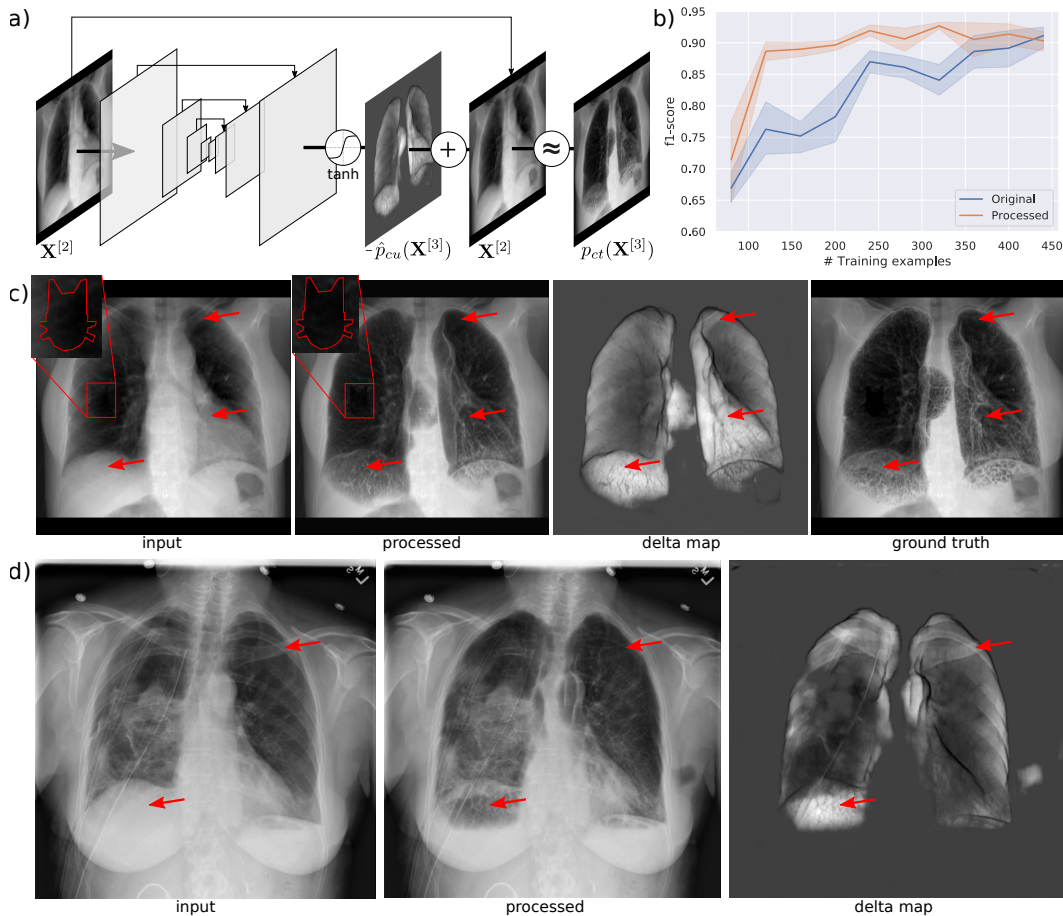 a)
tanh
X^[2]
-p̂_cu(X^[3])
X^[2]
p_ct(X^[3])
+
≈
b)
0.95
0.90
0.85
0.80
0.75
0.70
0.65
0.60
f1-score
Original
Processed
100 150 200 250 300 350 400 450
# Training examples
c)
input
processed
delta map
ground truth
d)
input
processed
delta map